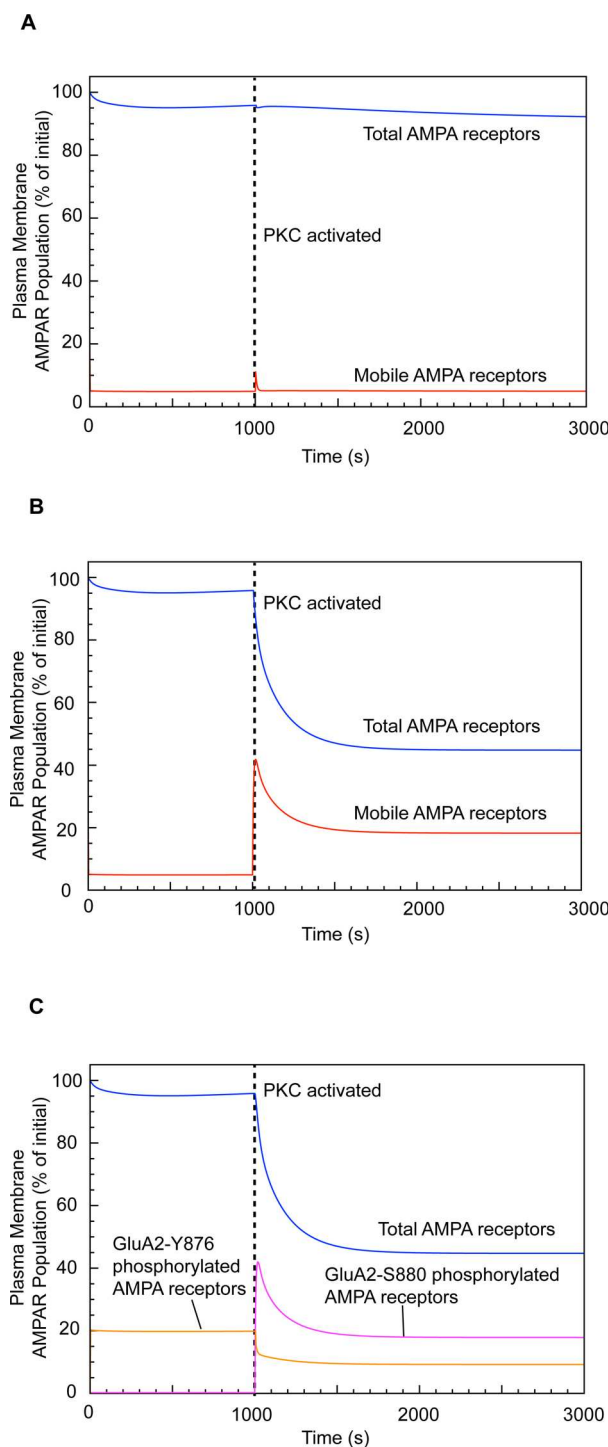 A
Plasma Membrane
AMPAR Population (% of initial)
100
80
60
40
20
0
Total AMPA receptors
PKC activated
Mobile AMPA receptors
0
1000
2000
3000
Time (s)
B
Plasma Membrane
AMPAR Population (% of initial)
100
80
60
40
20
0
PKC activated
Total AMPA receptors
Mobile AMPA receptors
0
1000
2000
3000
Time (s)
C
Plasma Membrane
AMPAR Population (% of initial)
100
80
60
40
20
0
PKC activated
Total AMPA receptors
GluA2-Y876
phosphorylated
AMPA receptors
GluA2-S880 phosphorylated
AMPA receptors
0
1000
2000
3000
Time (s)